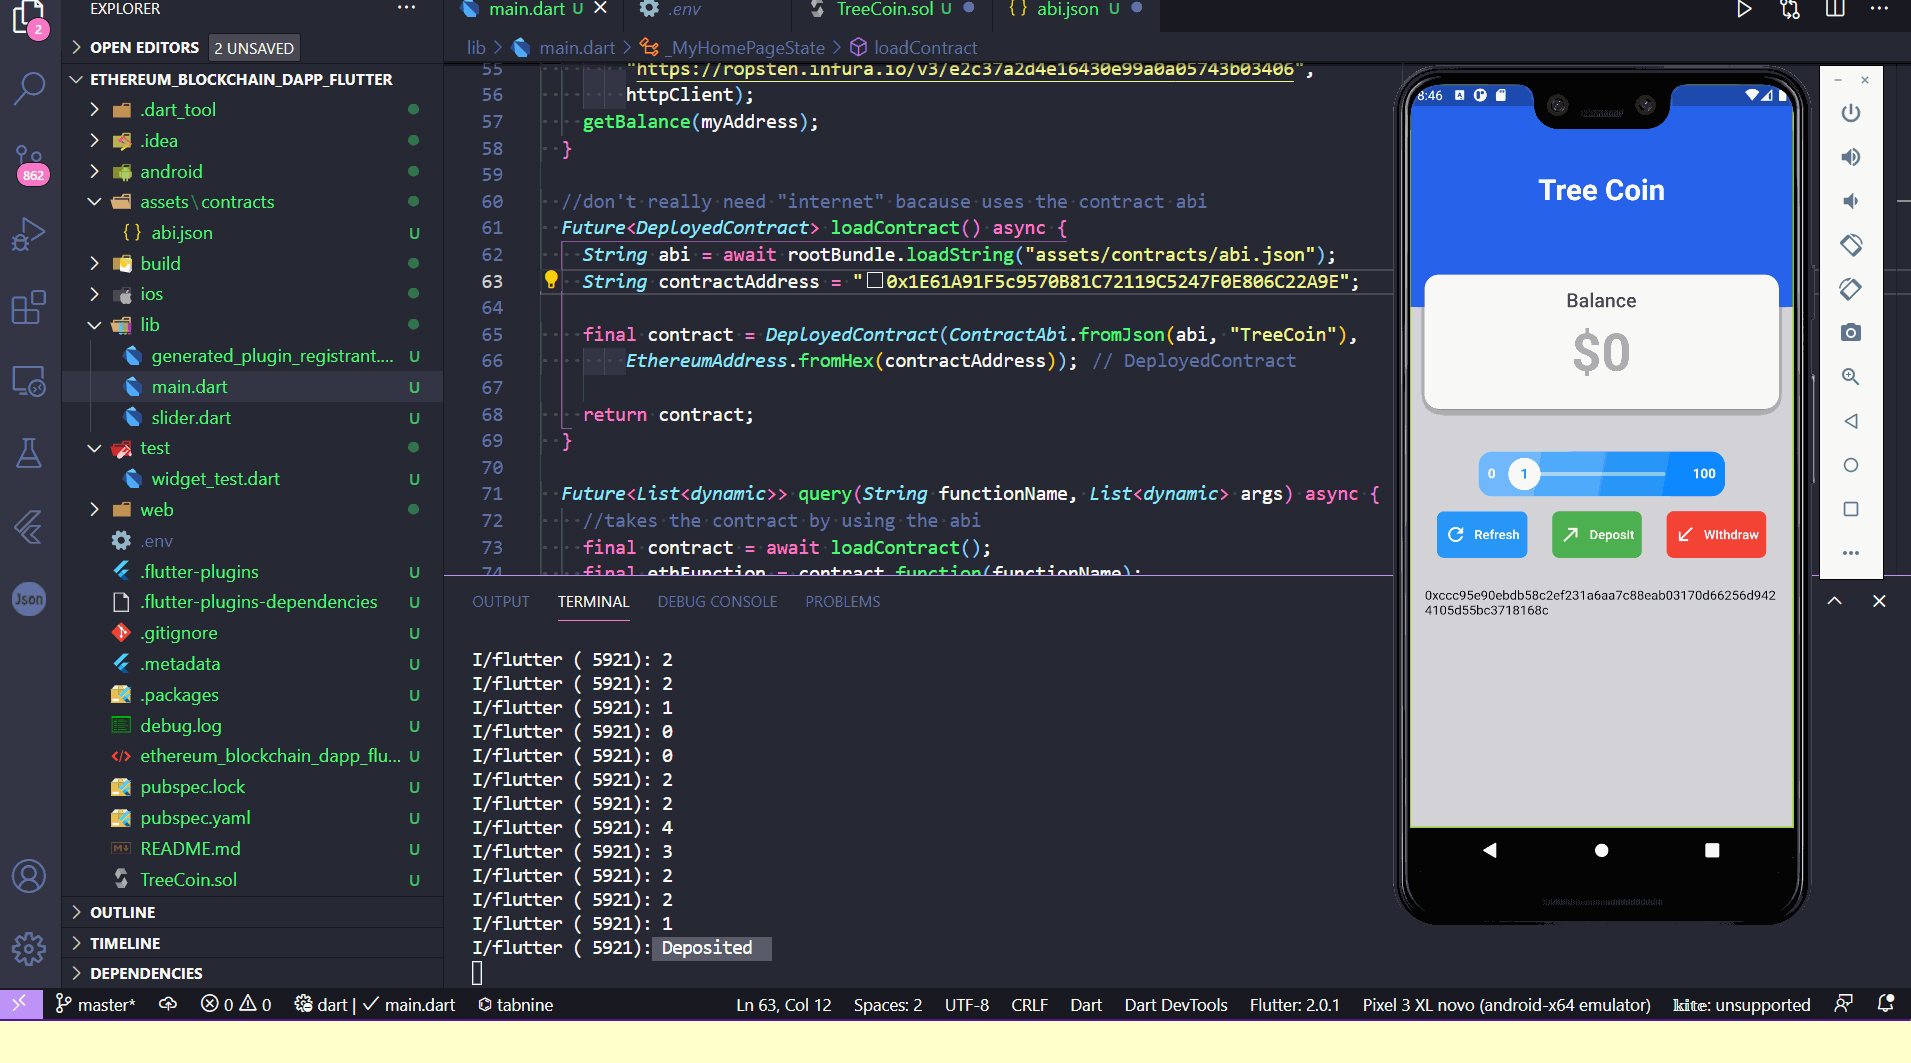 EXPLORER
2
OPEN EDITORS 2 UNSAVED
ETHEREUM_BLOCKCHAIN_DAPP_FLUTTER
.dart_tool
.idea
android
assets\contracts
abi.json U
build
ios
lib
generated_plugin_registrant.... U
main.dart U
slider.dart U
test
widget_test.dart U
web
.env
.flutter-plugins U
.flutter-plugins-dependencies U
.gitignore U
.metadata U
.packages U
debug.log U
ethereum_blockchain_dapp_flu... U
pubspec.lock U
pubspec.yaml U
README.md U
TreeCoin.sol U
OUTLINE
TIMELINE
DEPENDENCIES
862
Json
main.dart U
.env
TreeCoin.sol U
abi.json U
lib > main.dart > _MyHomePageState > loadContract
55 "https://ropsten.infura.io/v3/e2c37a2d4e16430e99a0a05743b03406",
56 httpClient);
57 getBalance(myAddress);
58 }
59
60 //don't really need "internet" bacause uses the contract abi
61 Future<DeployedContract> loadContract() async {
62 String abi = await rootBundle.loadString("assets/contracts/abi.json");
63 String contractAddress = "0x1E61A91F5c9570B81C72119C5247F0E806C22A9E";
64
65 final contract = DeployedContract(ContractAbi.fromJson(abi, "TreeCoin"),
66 EthereumAddress.fromHex(contractAddress)); // DeployedContract
67
68 return contract;
69 }
70
71 Future<List<dynamic>> query(String functionName, List<dynamic> args) async {
72 //takes the contract by using the abi
73 final contract = await loadContract();
74 final ethFunction = contract.function(functionName);
OUTPUT TERMINAL DEBUG CONSOLE PROBLEMS
I/flutter ( 5921): 2
I/flutter ( 5921): 2
I/flutter ( 5921): 1
I/flutter ( 5921): 0
I/flutter ( 5921): 0
I/flutter ( 5921): 2
I/flutter ( 5921): 2
I/flutter ( 5921): 4
I/flutter ( 5921): 3
I/flutter ( 5921): 2
I/flutter ( 5921): 2
I/flutter ( 5921): 1
I/flutter ( 5921): Deposited
8:46
Tree Coin
Balance
$0
0 1 100
Refresh Deposit WIthdraw
0xccc95e90ebdb58c2ef231a6aa7c88eab03170d66256d942
4105d55bc3718168c
master* 0 0 dart | main.dart tabnine Ln 63, Col 12 Spaces: 2 UTF-8 CRLF Dart Dart DevTools Flutter: 2.0.1 Pixel 3 XL novo (android-x64 emulator) kite: unsupported